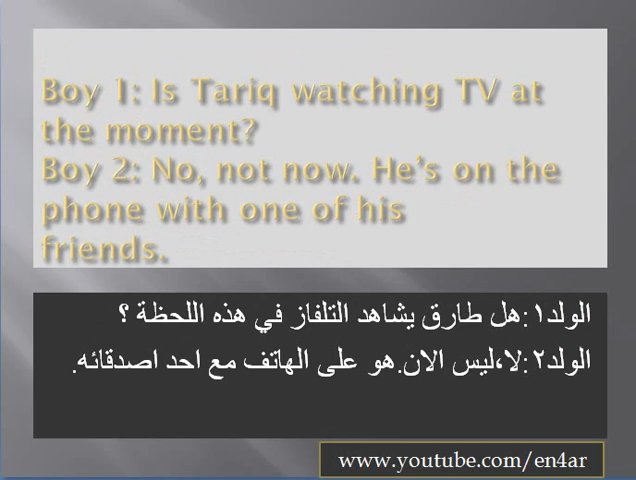 Boy 1: Is Tariq watching TV at
the moment?
Boy 2: No, not now. He's on the
phone with one of his
friends.
الولد١:هل طارق يشاهد التلفاز في هذه اللحظة ؟
الولد٢:لا،ليس الان.هو على الهاتف مع احد اصدقائه.
www.youtube.com/en4ar